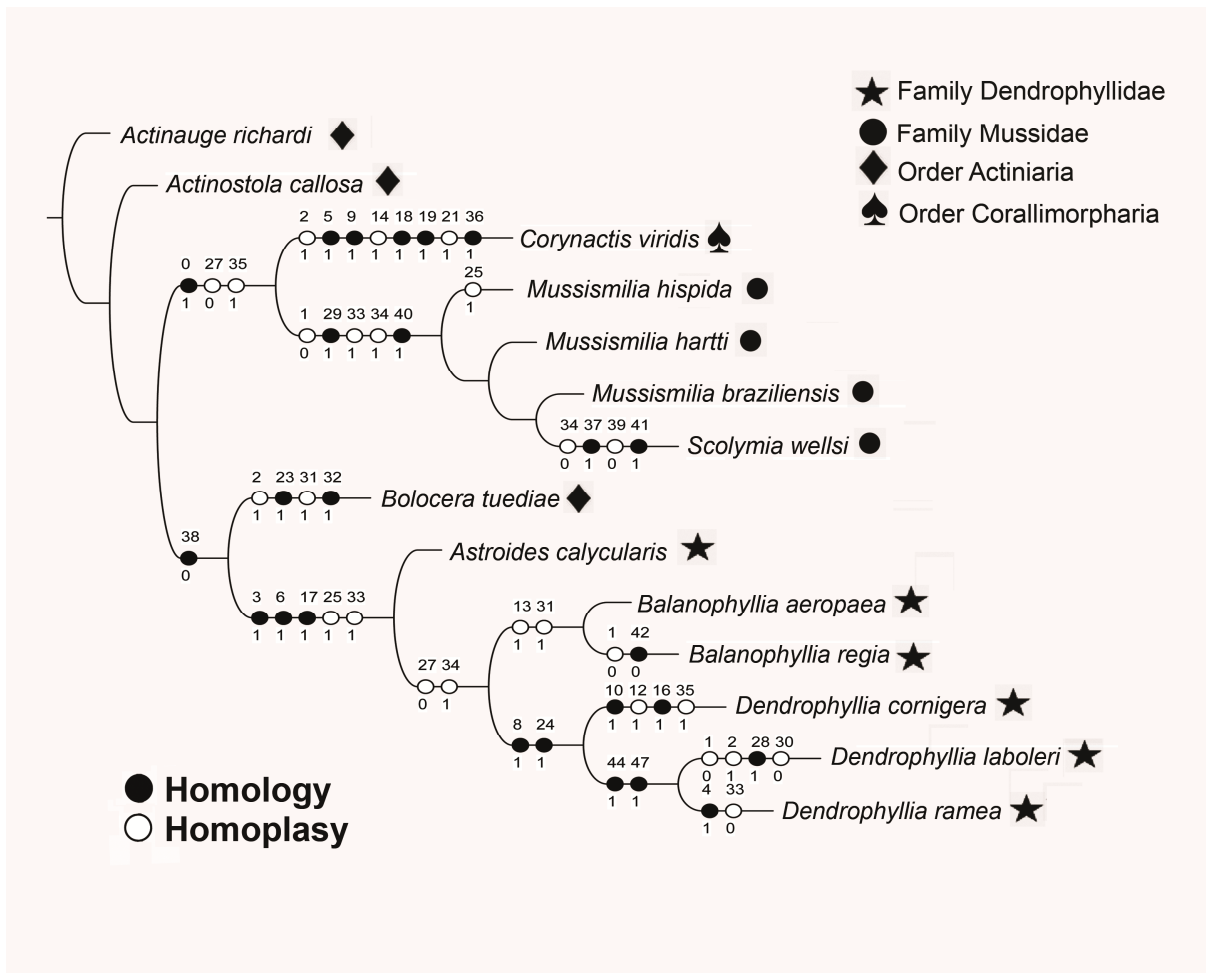 Family Dendrophyllidae
Family Mussidae
Order Actiniaria
Order Corallimorpharia
Actinauge richardi
Actinostola callosa
2 5 9 14 18 19 21 36
Corynactis viridis
1 1 1 1 1 1 1 1
0 27 35
1 0 1
25
Mussismilia hispida
1
1 29 33 34 40
0 1 1 1 1
Mussismilia hartti
Mussismilia braziliensis
34 37 39 41
Scolymia wellsi
0 1 0 1
2 23 31 32
Bolocera tuediae
1 1 1 1
38
0
Astroides calycularis
3 6 17 25 33
1 1 1 1 1
13 31
1 1
Balanophyllia aeropaea
1 42
Balanophyllia regia
0 0
27 34
0 1
10 12 16 35
Dendrophyllia cornigera
1 1 1 1
8 24
1 1
1 2 28 30
Dendrophyllia laboleri
0 1 1 0
44 47
1 1
4 33
Dendrophyllia ramea
1 0
Homology
Homoplasy